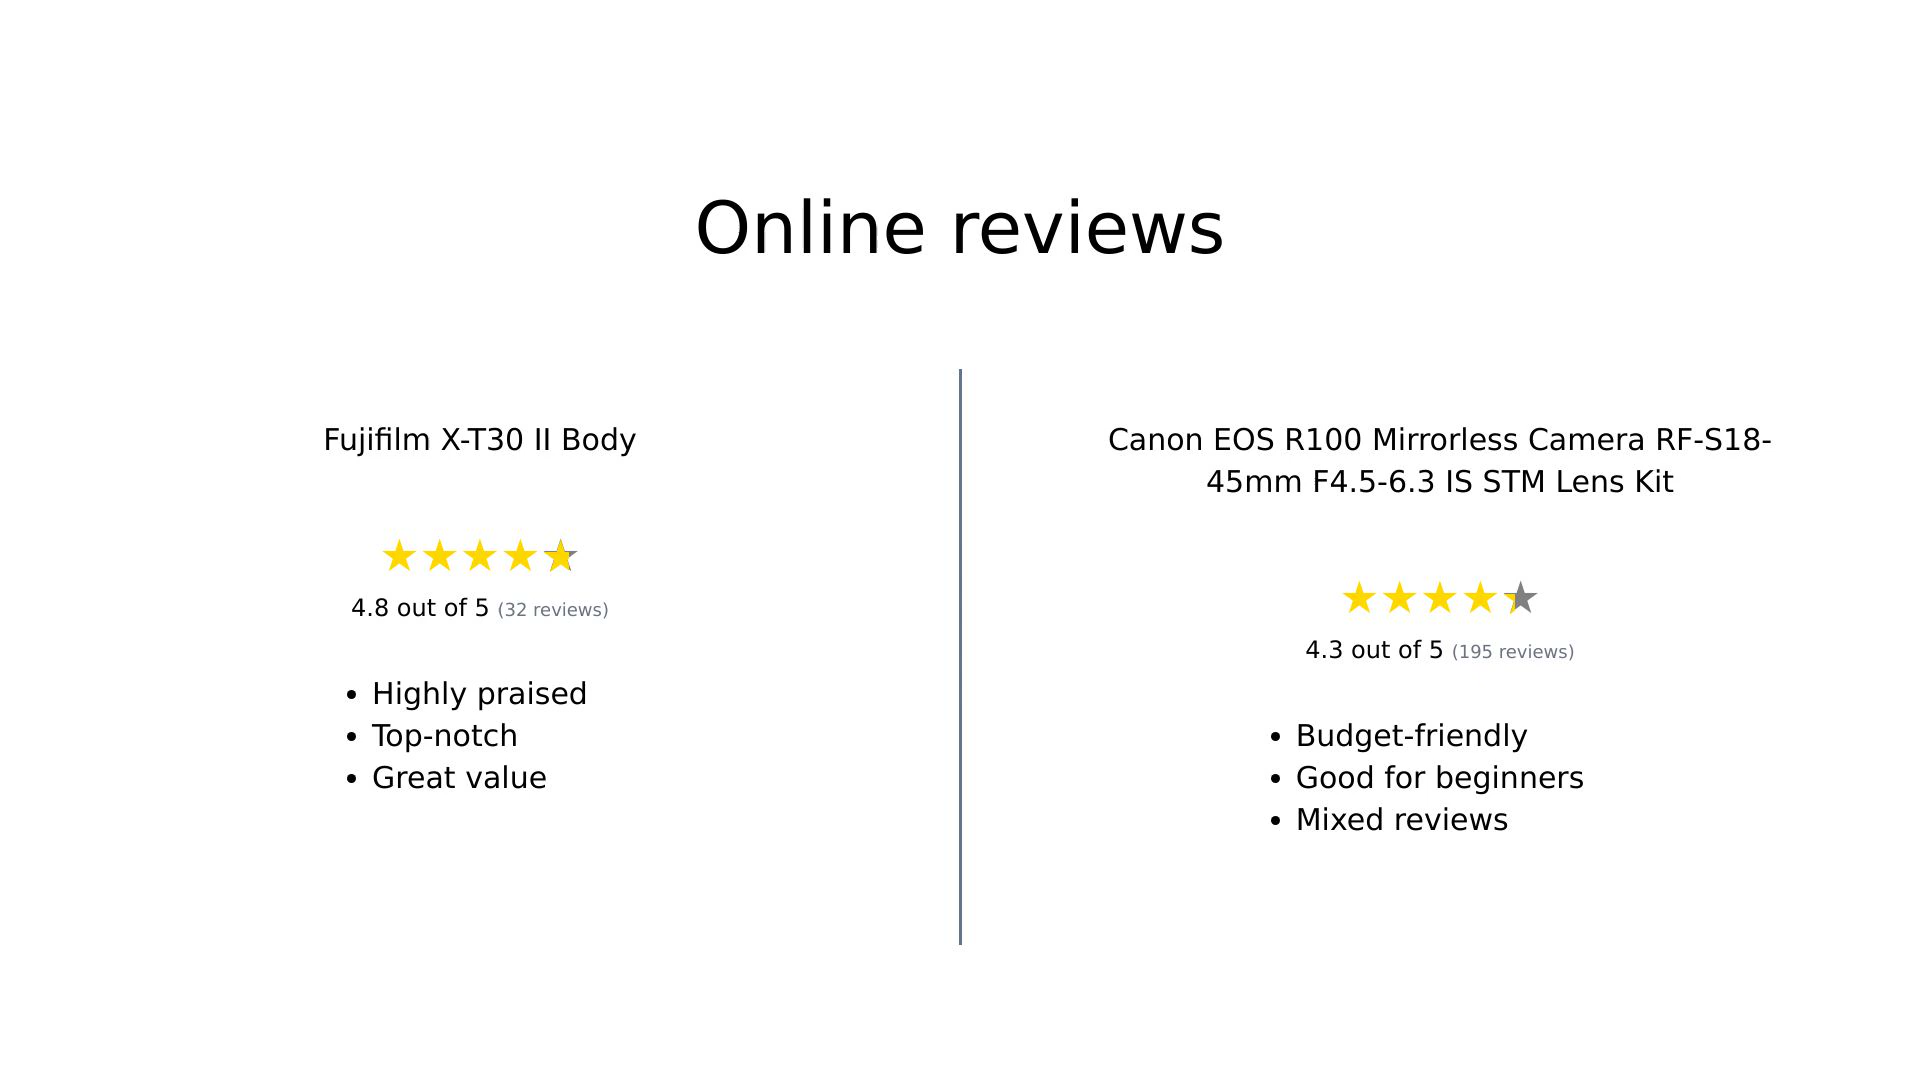 Online reviews
Fujifilm X-T30 II Body
4.8 out of 5 (32 reviews)
• Highly praised
• Top-notch
• Great value
Canon EOS R100 Mirrorless Camera RF-S18-
45mm F4.5-6.3 IS STM Lens Kit
4.3 out of 5 (195 reviews)
• Budget-friendly
• Good for beginners
• Mixed reviews